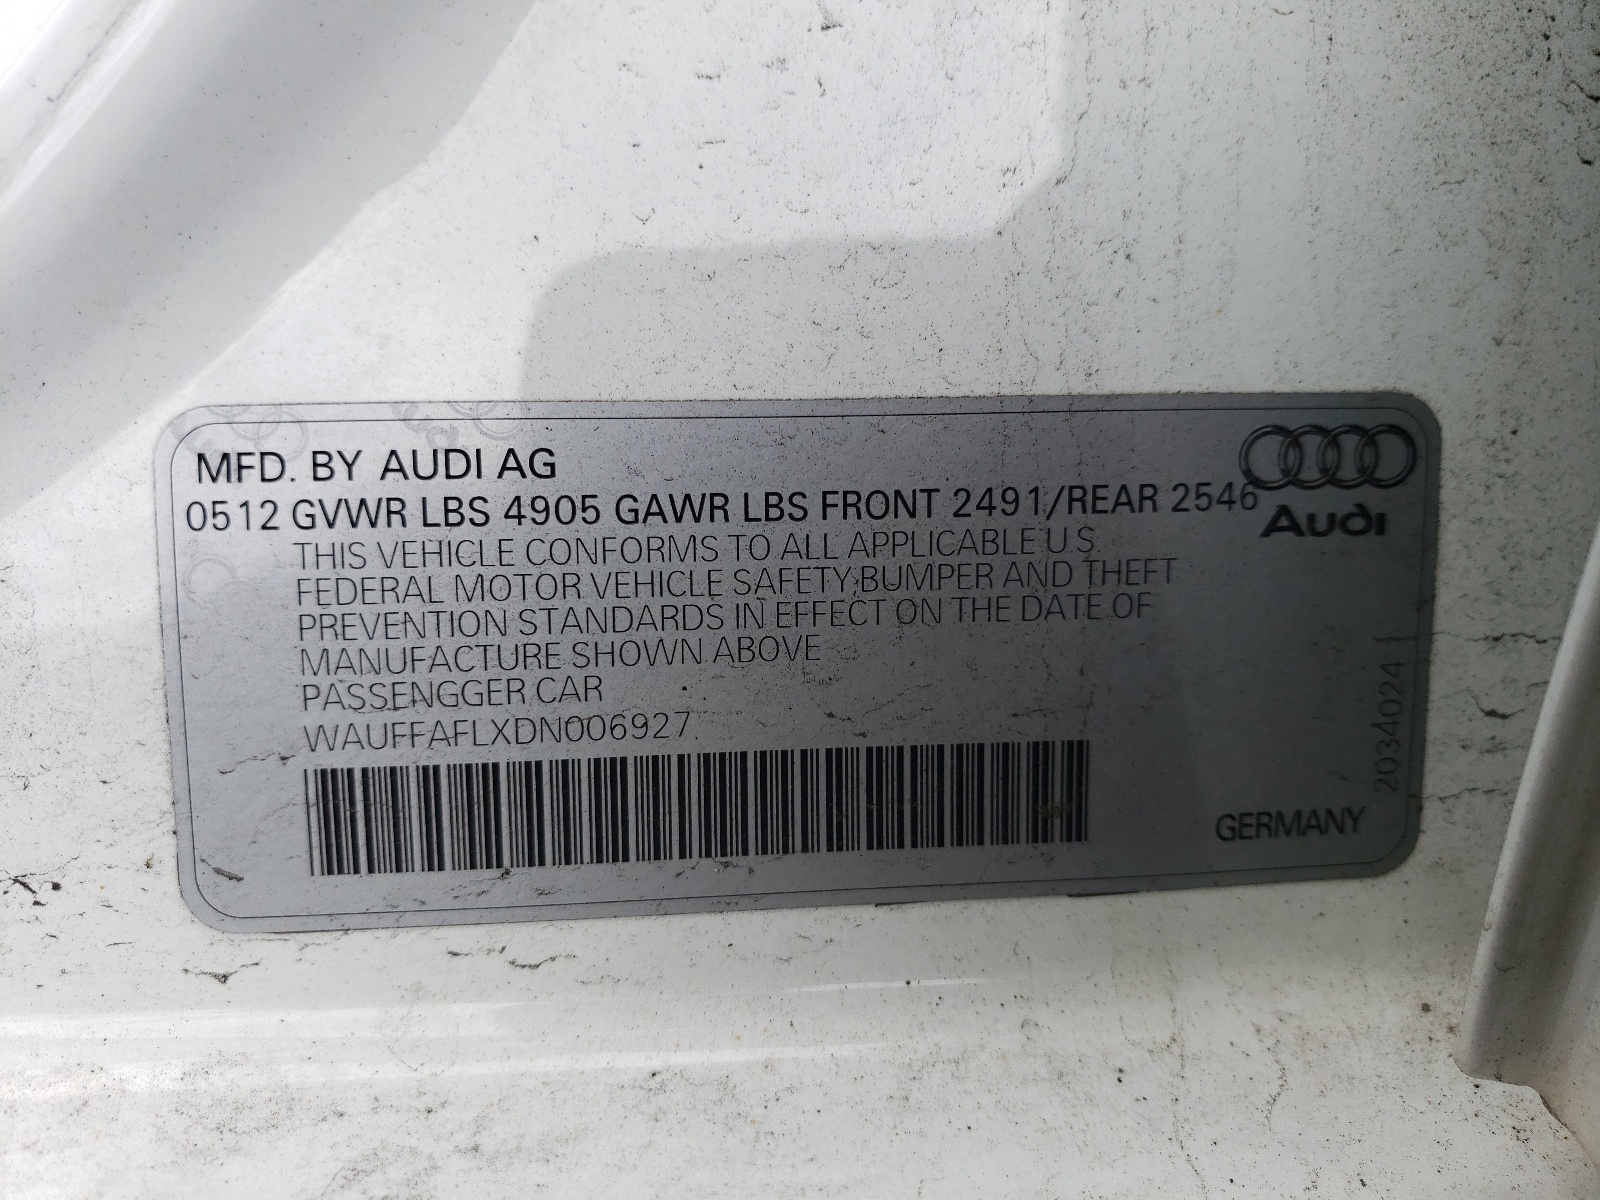 MFD. BY AUDI AG
0512 GVWR LBS 4905 GAWR LBS FRONT 2491/REAR 2546
Audi
THIS VEHICLE CONFORMS TO ALL APPLICABLE U.S.
FEDERAL MOTOR VEHICLE SAFETY,BUMPER AND THEFT
PREVENTION STANDARDS IN EFFECT ON THE DATE OF
MANUFACTURE SHOWN ABOVE
PASSENGGER CAR
WAUFFAFLXDN006927
2034024
GERMANY